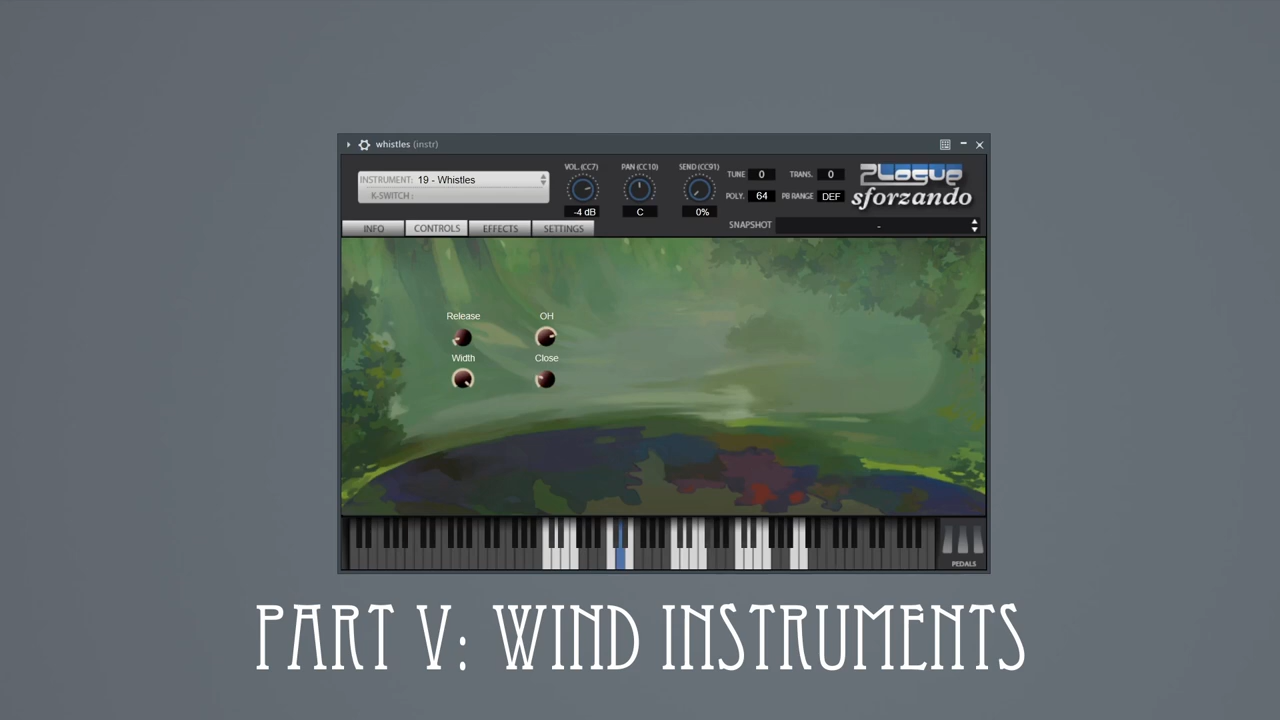 whistles (instr)
INSTRUMENT: 19 - Whistles
K-SWITCH :
VOL. (CC7) PAN (CC10) SEND (CC91)
-4 dB C 0%
TUNE 0 TRANS. 0
POLY. 64 PB RANGE DEF
Plogue
sforzando
SNAPSHOT -
INFO CONTROLS EFFECTS SETTINGS
Release OH
Width Close
PEDALS
PART V: WIND INSTRUMENTS